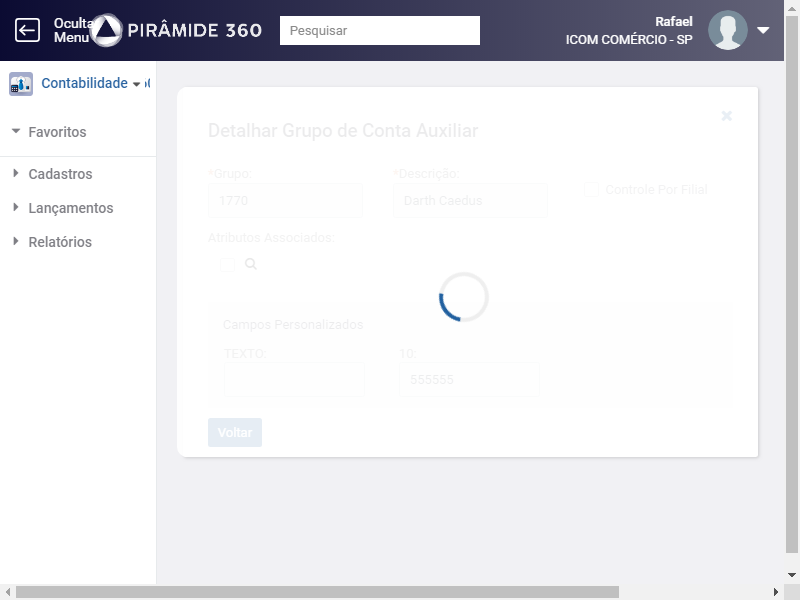 Oculta
Menu
PIRÂMIDE 360
Pesquisar
Rafael
ICOM COMÉRCIO - SP
Contabilidade
Favoritos
Cadastros
Lançamentos
Relatórios
Detalhar Grupo de Conta Auxiliar
*Grupo:
*Descrição:
1770
Darth Caedus
Controle Por Filial
Atributos Associados:
Campos Personalizados
TEXTO:
10:
555555
Voltar